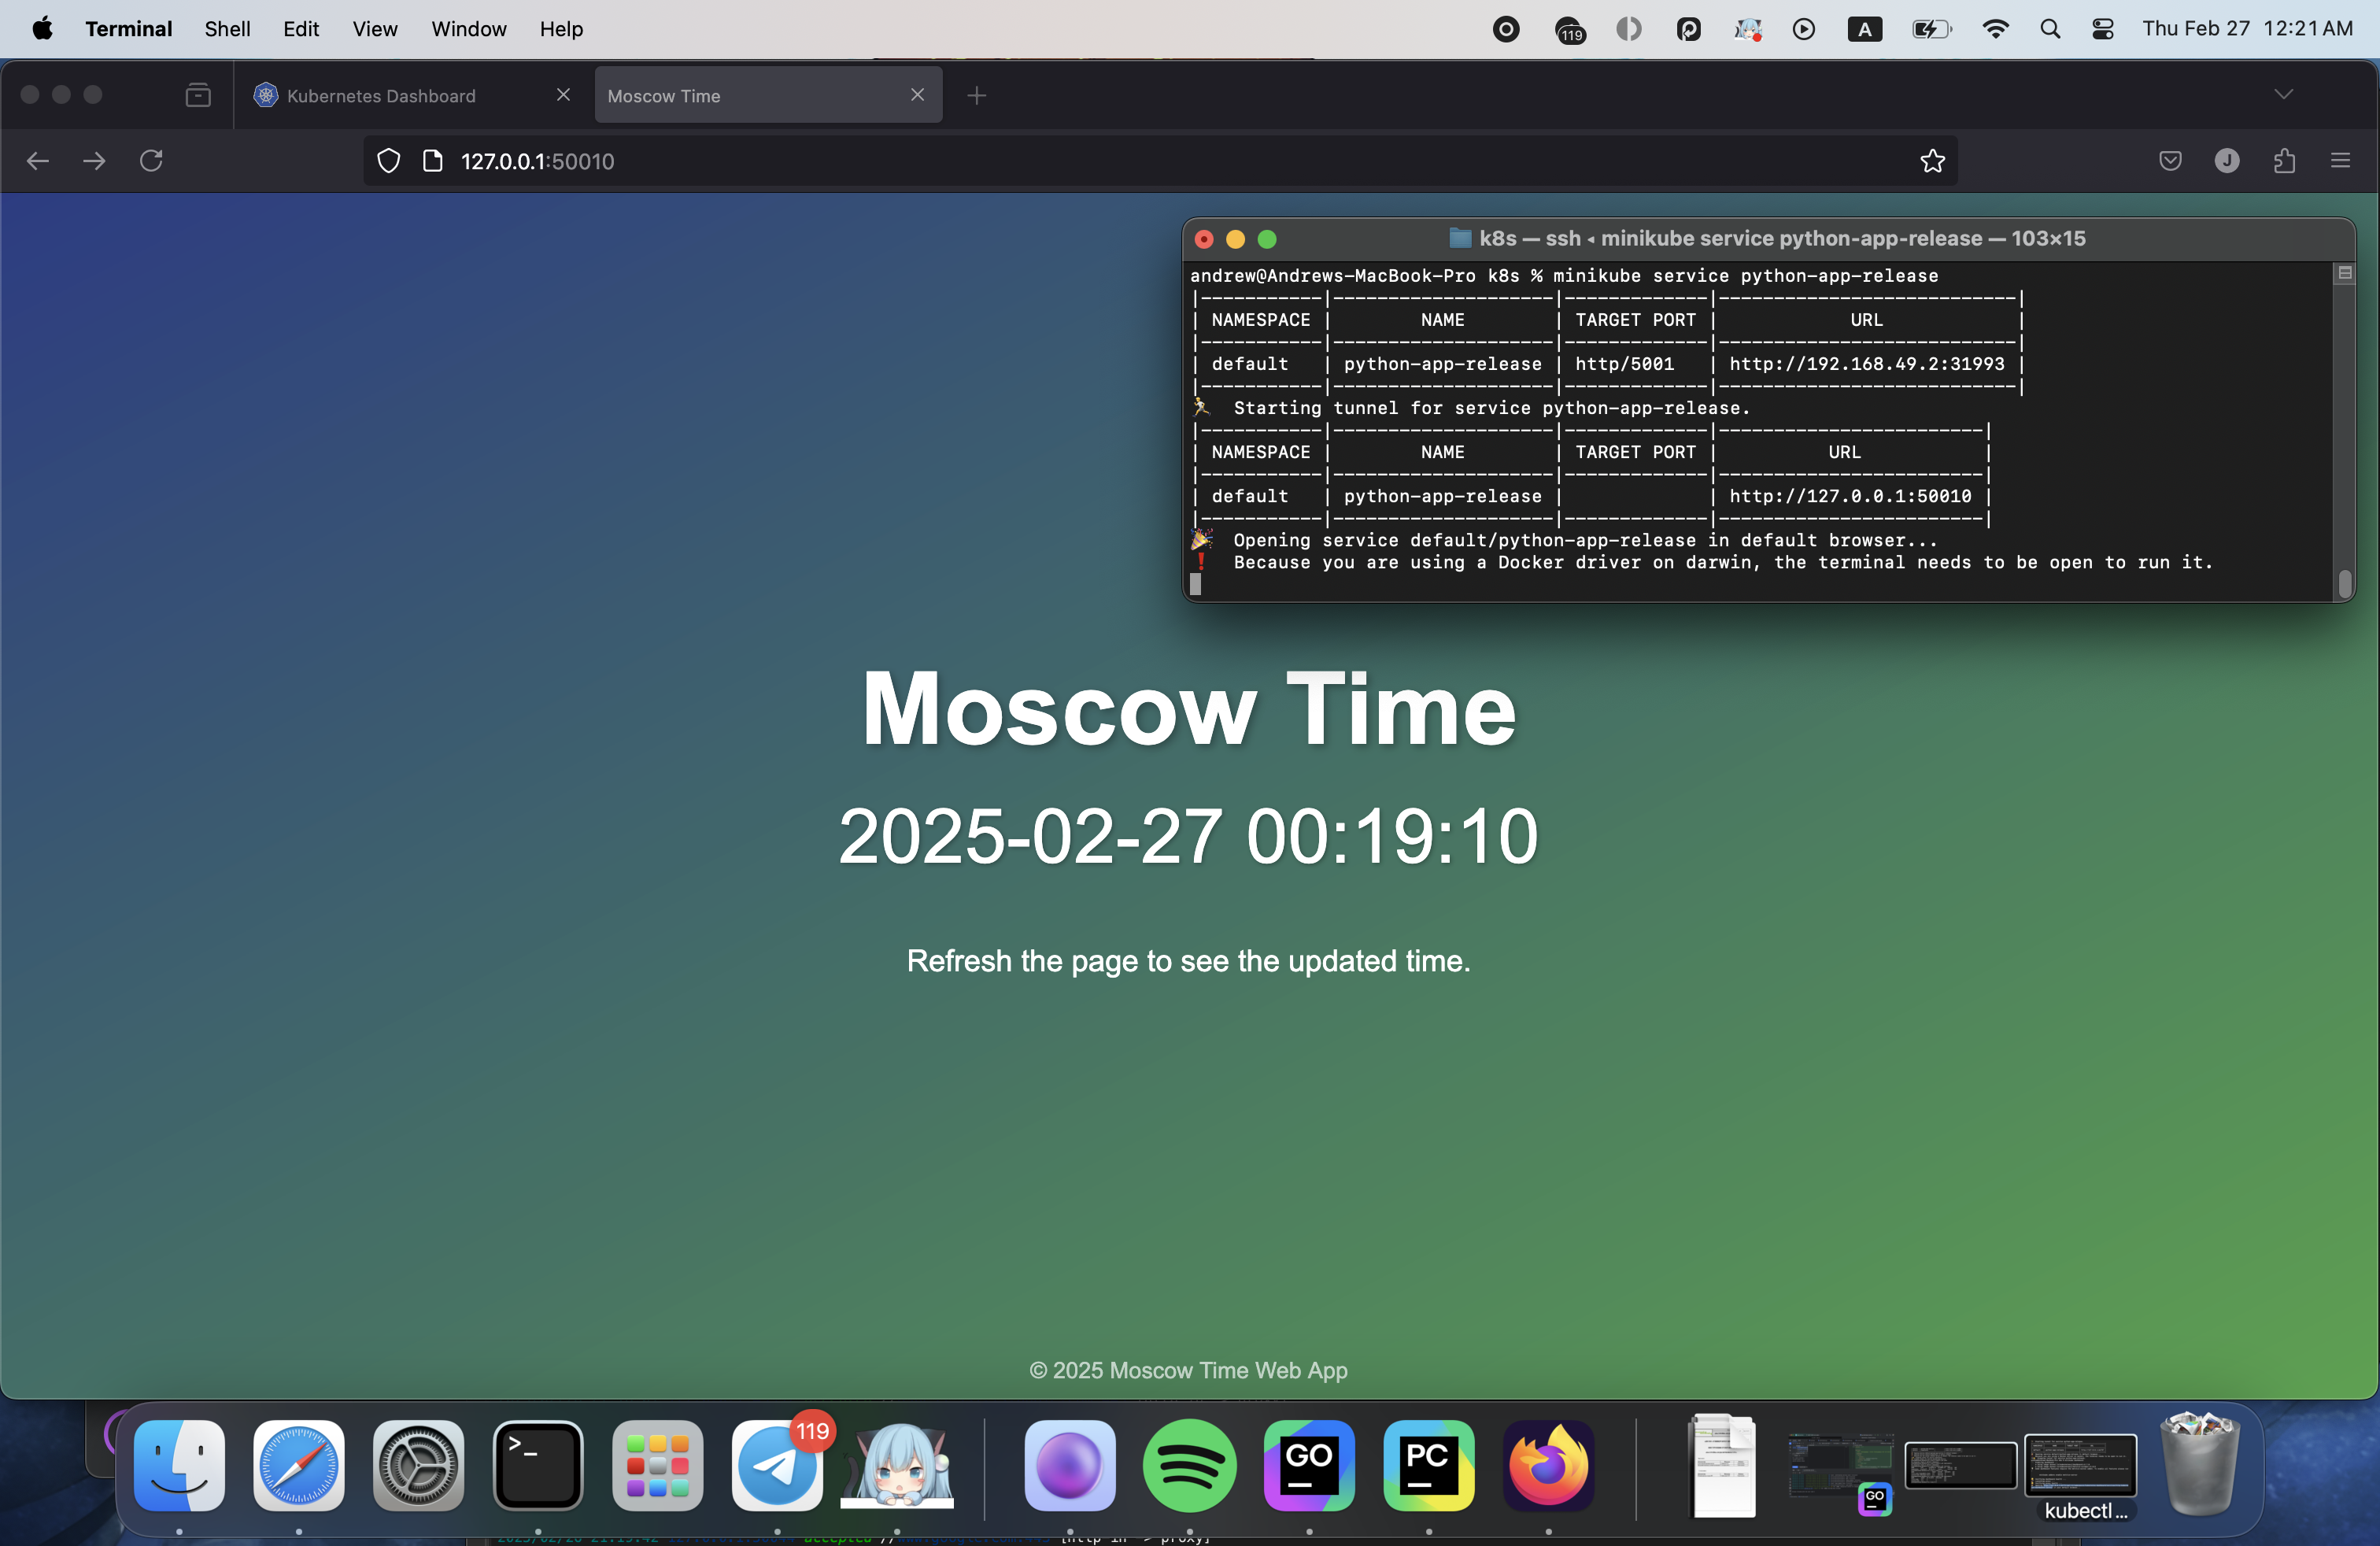 Terminal Shell Edit View Window Help
119 A Thu Feb 27 12:21 AM
Kubernetes Dashboard Moscow Time
127.0.0.1:50010
J
k8s — ssh ◂ minikube service python-app-release — 103×15
andrew@Andrews-MacBook-Pro k8s % minikube service python-app-release
|-----------|--------------------|-------------|---------------------------|
| NAMESPACE | NAME | TARGET PORT | URL |
|-----------|--------------------|-------------|---------------------------|
| default | python-app-release | http/5001 | http://192.168.49.2:31993 |
|-----------|--------------------|-------------|---------------------------|
🏃 Starting tunnel for service python-app-release.
|-----------|--------------------|-------------|------------------------|
| NAMESPACE | NAME | TARGET PORT | URL |
|-----------|--------------------|-------------|------------------------|
| default | python-app-release | | http://127.0.0.1:50010 |
|-----------|--------------------|-------------|------------------------|
🎉 Opening service default/python-app-release in default browser...
❗ Because you are using a Docker driver on darwin, the terminal needs to be open to run it.
Moscow Time
2025-02-27 00:19:10
Refresh the page to see the updated time.
© 2025 Moscow Time Web App
119
>_
GO
PC
GO
kubectl ...